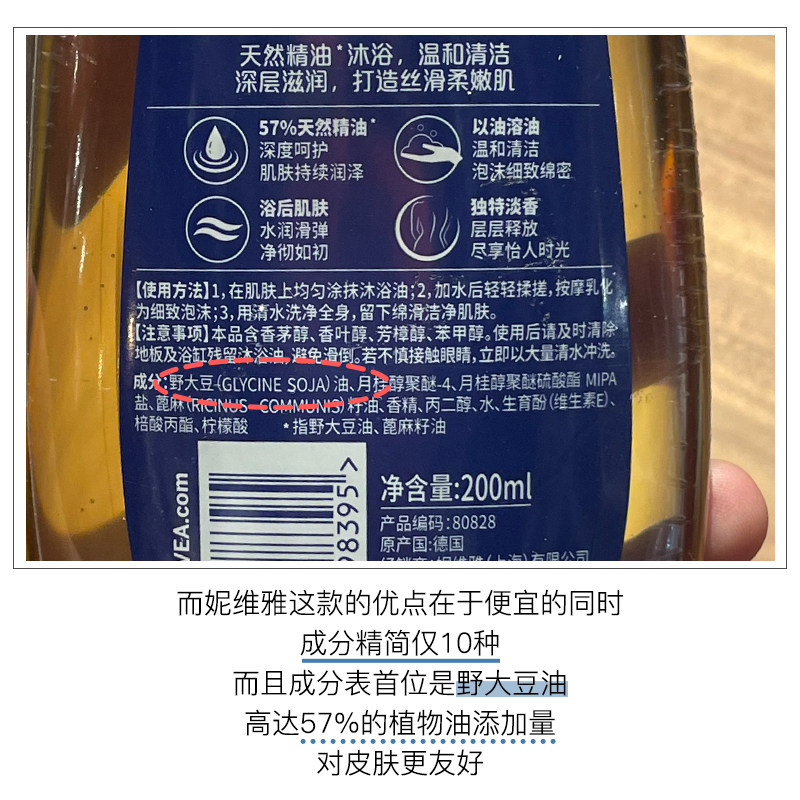 天然精油*沐浴，温和清洁
深层滋润，打造丝滑柔嫩肌
57%天然精油*
深度呵护
肌肤持续润泽
以油溶油
温和清洁
泡沫细致绵密
浴后肌肤
水润滑弹
净彻如初
独特淡香
层层释放
尽享怡人时光
【使用方法】1，在肌肤上均匀涂抹沐浴油；2，加水后轻轻揉搓，按摩乳化
为细致泡沫；3，用清水洗净全身，留下绵滑洁净肌肤。
【注意事项】本品含香茅醇、香叶醇、芳樟醇、苯甲醇。使用后请及时清除
地板及浴缸残留沐浴油，避免滑倒。若不慎接触眼睛，立即以大量清水冲洗。
成分：野大豆（GLYCINE SOJA）油、月桂醇聚醚-4、月桂醇聚醚硫酸酯 MIPA
盐、蓖麻（RICINUS COMMUNIS）籽油、香精、丙二醇、水、生育酚（维生素E）、
棓酸丙酯、柠檬酸 *指野大豆油、蓖麻籽油
VEA.com
98395>
净含量:200ml
产品编码:80828
原产国:德国
经销商:妮维雅（上海）有限公司
而妮维雅这款的优点在于便宜的同时
成分精简仅10种
而且成分表首位是野大豆油
高达57%的植物油添加量
对皮肤更友好